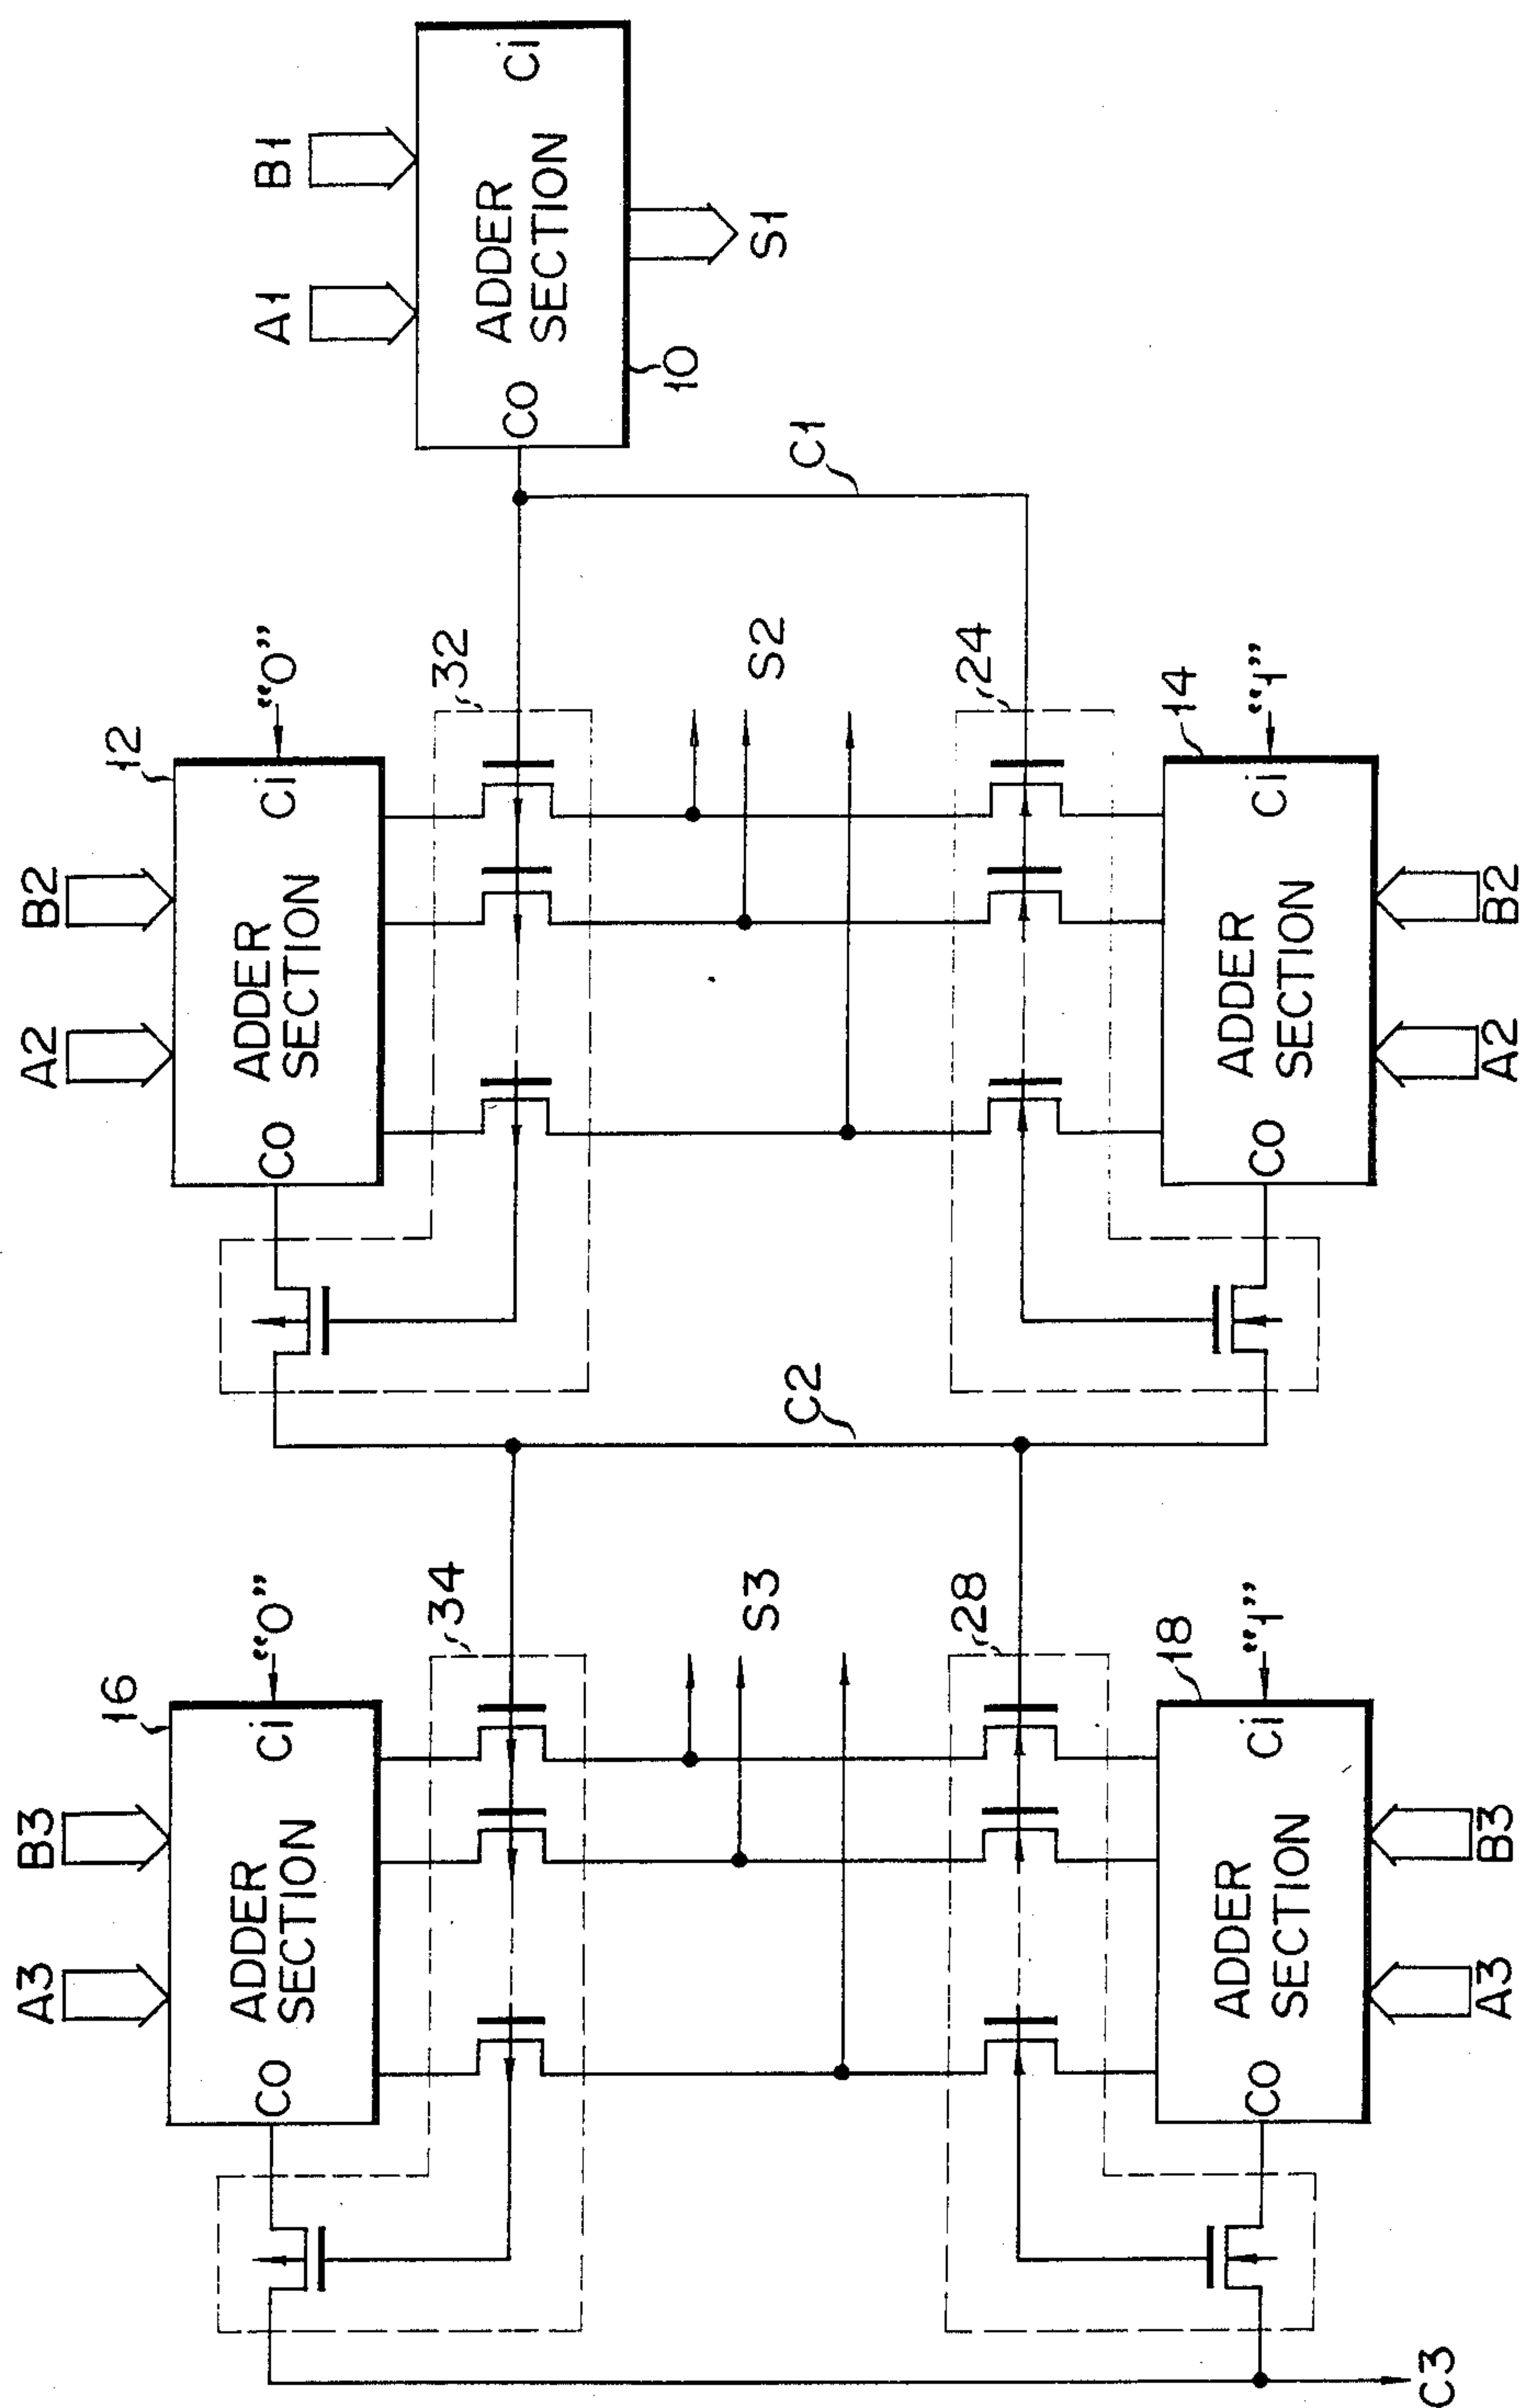 A3
B3
16
CO
ADDER
SECTION
Ci
"0"
34
S3
28
18
CO
ADDER
SECTION
Ci
"1"
A3
B3
C3
A2
B2
12
CO
ADDER
SECTION
Ci
"0"
32
S2
C2
24
14
CO
ADDER
SECTION
Ci
"1"
A2
B2
A1
B1
CO
ADDER
SECTION
Ci
10
S1
C1